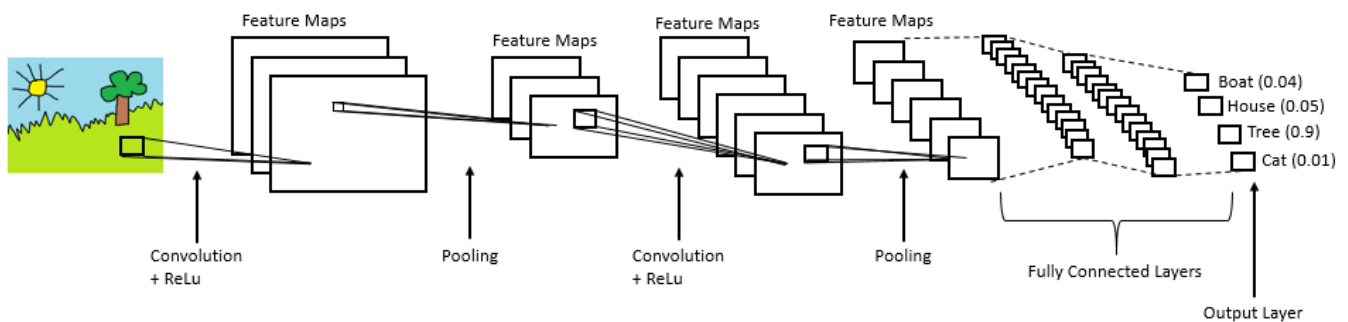 Feature Maps
Feature Maps
Feature Maps
Feature Maps
Boat (0.04)
House (0.05)
Tree (0.9)
Cat (0.01)
Convolution
+ ReLu
Pooling
Convolution
+ ReLu
Pooling
Fully Connected Layers
Output Layer